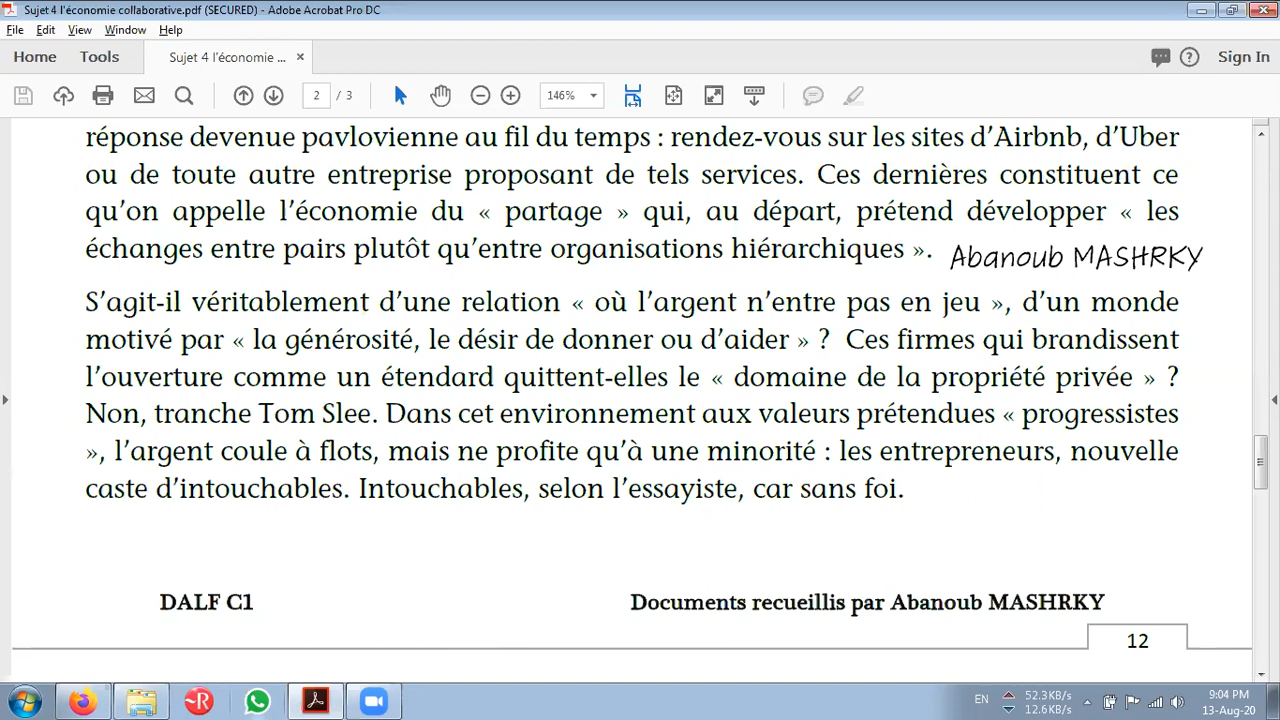 Sujet 4 l'économie collaborative.pdf (SECURED) - Adobe Acrobat Pro DC
File Edit View Window Help
Home Tools Sujet 4 l'économie ... × Sign In
2 / 3 146%
réponse devenue pavlovienne au fil du temps : rendez-vous sur les sites d'Airbnb, d'Uber
ou de toute autre entreprise proposant de tels services. Ces dernières constituent ce
qu'on appelle l'économie du « partage » qui, au départ, prétend développer « les
échanges entre pairs plutôt qu'entre organisations hiérarchiques ». Abanoub MASHRKY
S'agit-il véritablement d'une relation « où l'argent n'entre pas en jeu », d'un monde
motivé par « la générosité, le désir de donner ou d'aider » ? Ces firmes qui brandissent
l'ouverture comme un étendard quittent-elles le « domaine de la propriété privée » ?
Non, tranche Tom Slee. Dans cet environnement aux valeurs prétendues « progressistes
», l'argent coule à flots, mais ne profite qu'à une minorité : les entrepreneurs, nouvelle
caste d'intouchables. Intouchables, selon l'essayiste, car sans foi.
DALF C1 Documents recueillis par Abanoub MASHRKY
12
EN 52.3KB/s 9:04 PM
12.6KB/s 13-Aug-20